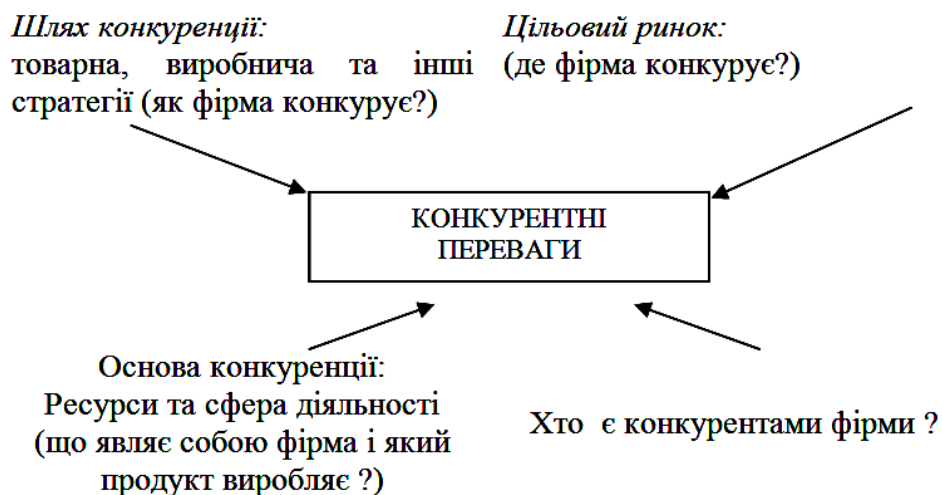 Шлях конкуренції:
товарна, виробнича та інші
стратегії (як фірма конкурує?)
Цільовий ринок:
(де фірма конкурує?)
КОНКУРЕНТНІ
ПЕРЕВАГИ
Основа конкуренції:
Ресурси та сфера діяльності
(що являє собою фірма і який
продукт виробляє ?)
Хто є конкурентами фірми ?